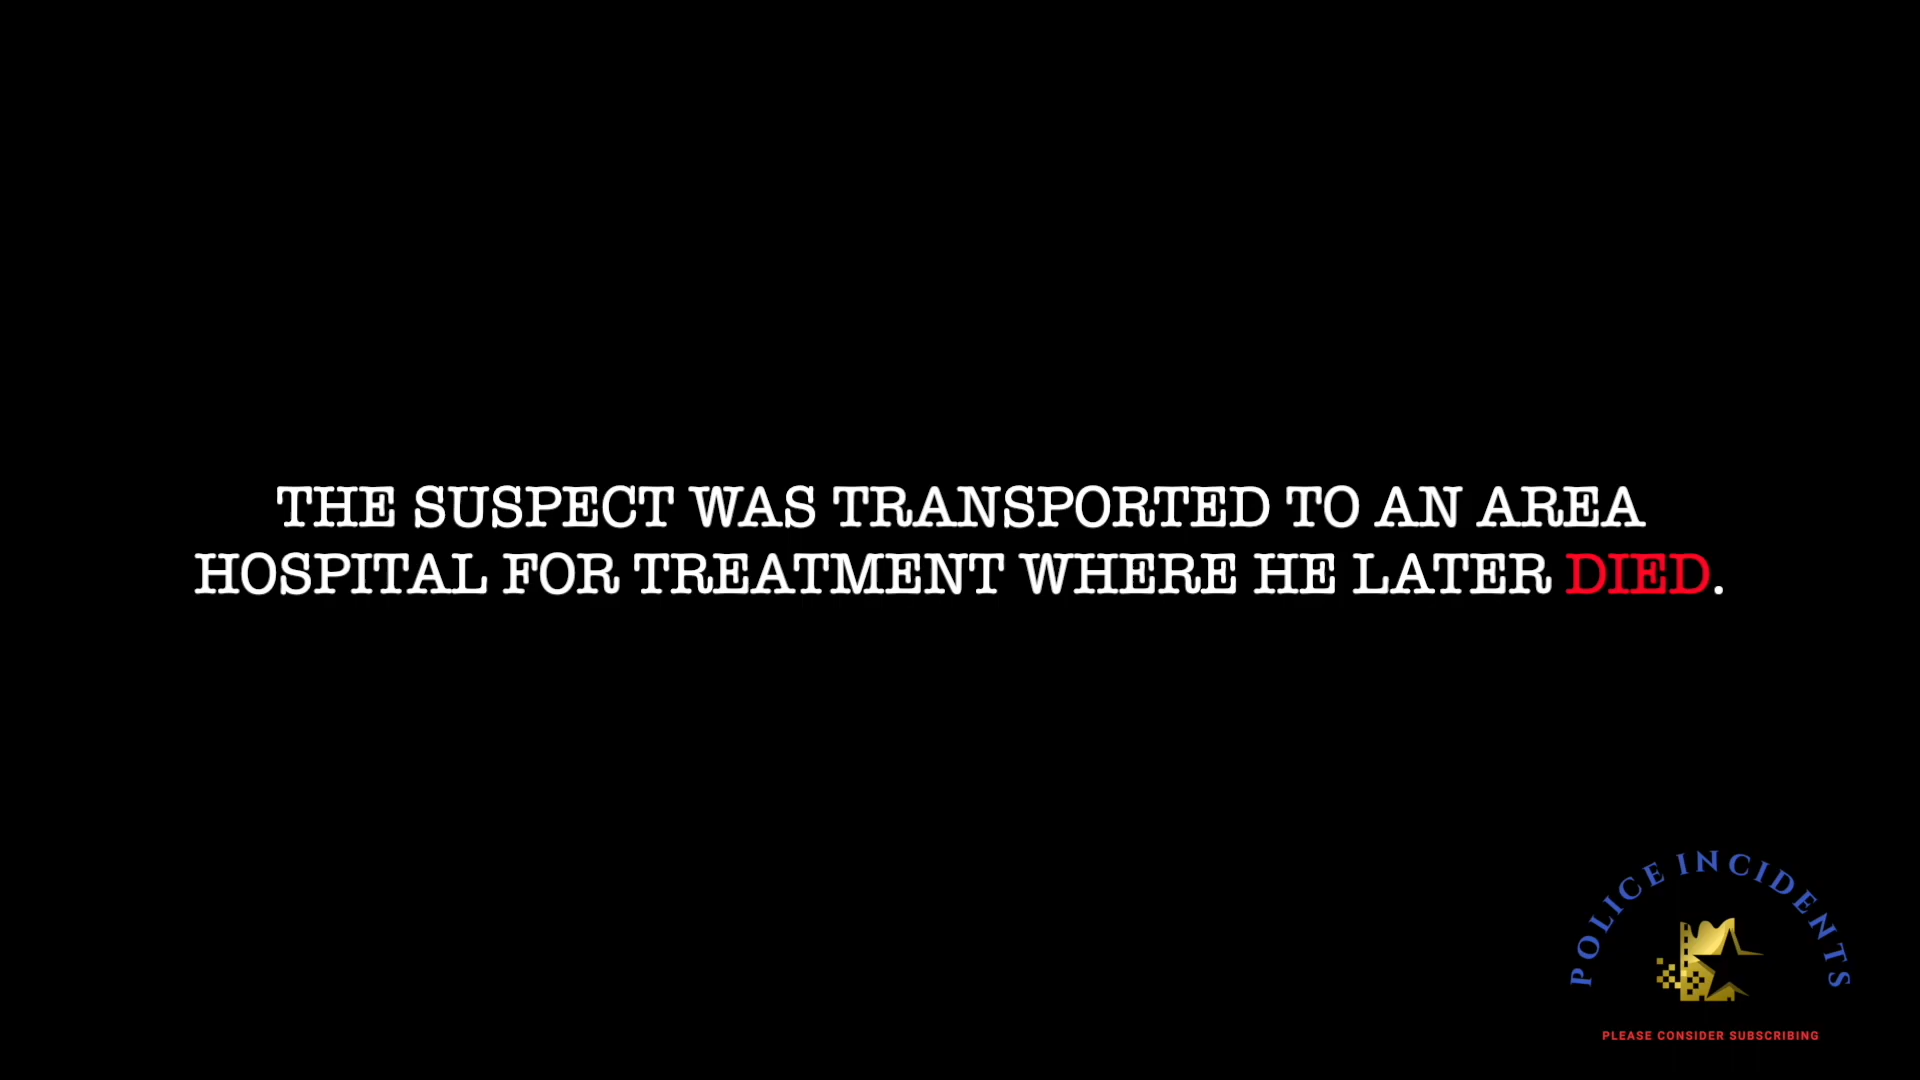 THE SUSPECT WAS TRANSPORTED TO AN AREA
HOSPITAL FOR TREATMENT WHERE HE LATER DIED.
POLICE INCIDENTS
PLEASE CONSIDER SUBSCRIBING